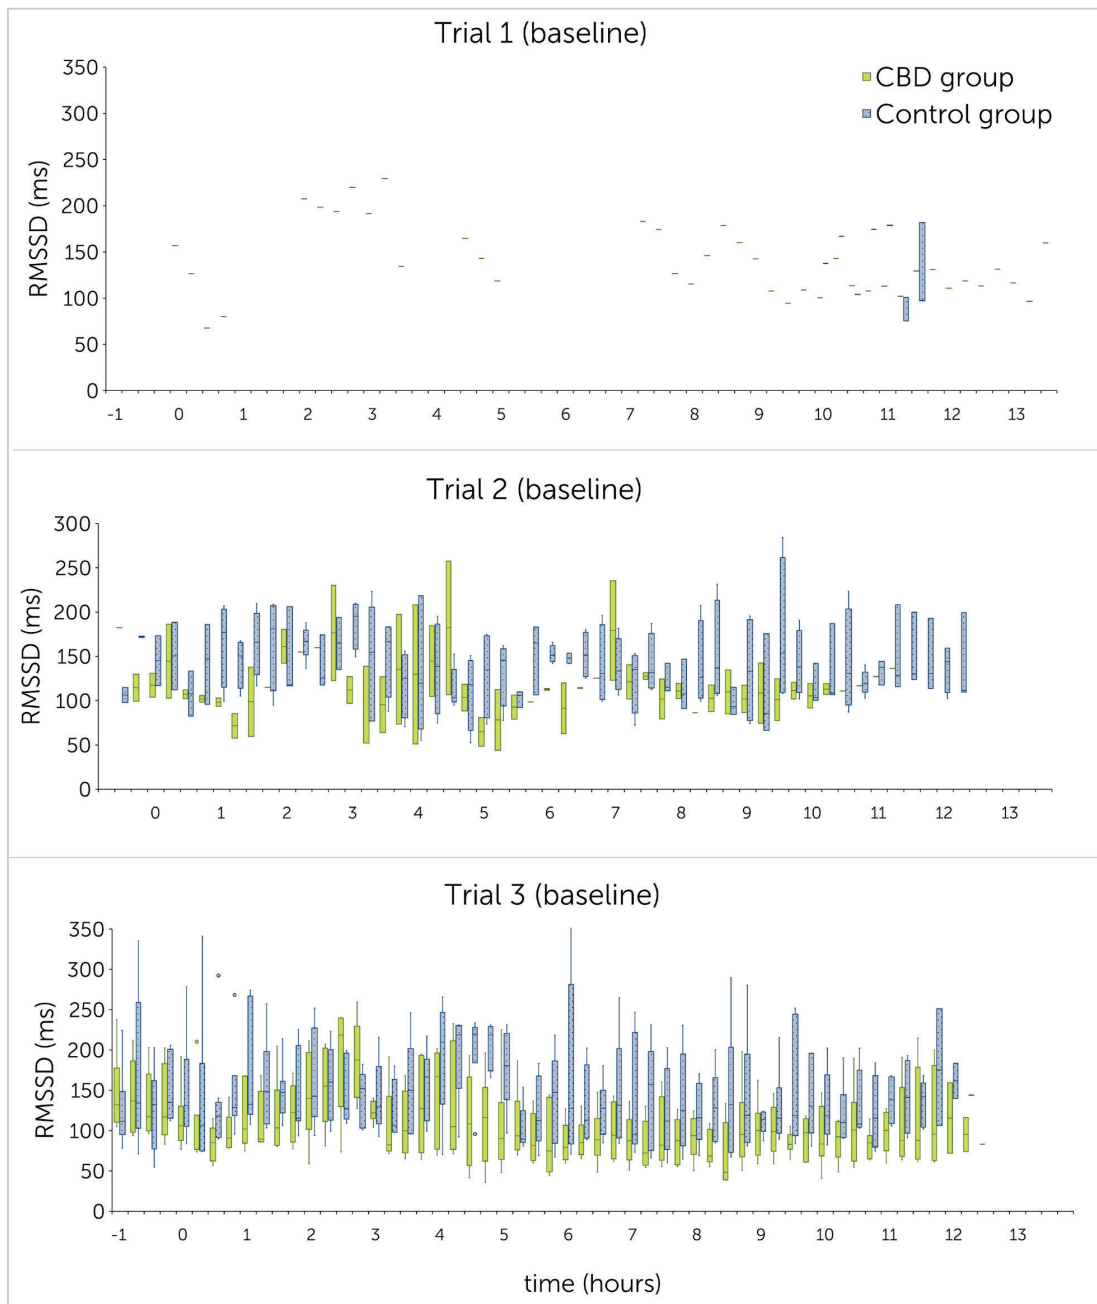 Trial 1 (baseline)
350
300
250
200
150
100
50
0
RMSSD (ms)
CBD group
Control group
-1 0 1 2 3 4 5 6 7 8 9 10 11 12 13
Trial 2 (baseline)
300
250
200
150
100
50
0
RMSSD (ms)
0 1 2 3 4 5 6 7 8 9 10 11 12 13
Trial 3 (baseline)
350
300
250
200
150
100
50
0
RMSSD (ms)
-1 0 1 2 3 4 5 6 7 8 9 10 11 12 13
time (hours)